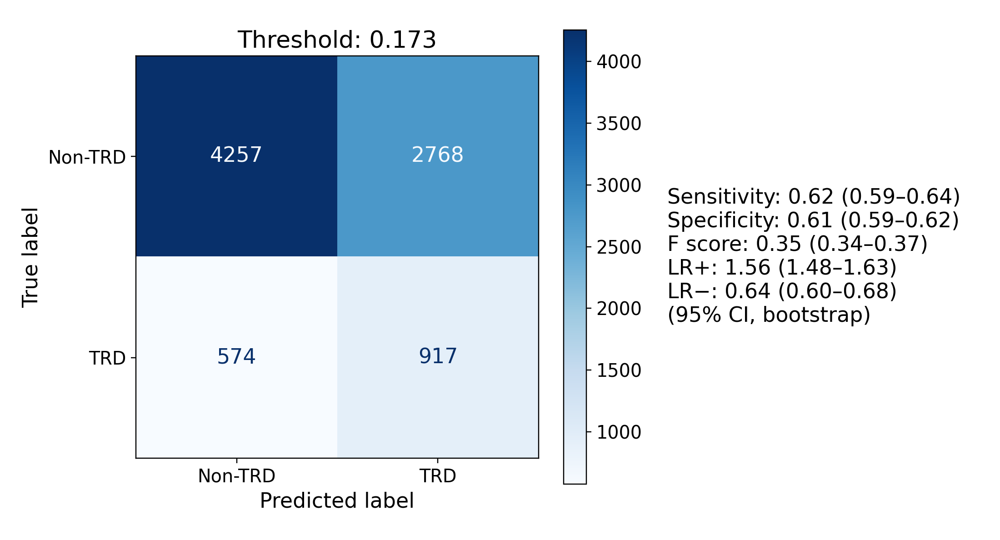 Threshold: 0.173
True label
Non-TRD
TRD
4257
2768
574
917
Non-TRD
TRD
Predicted label
4000
3500
3000
2500
2000
1500
1000
Sensitivity: 0.62 (0.59–0.64)
Specificity: 0.61 (0.59–0.62)
F score: 0.35 (0.34–0.37)
LR+: 1.56 (1.48–1.63)
LR−: 0.64 (0.60–0.68)
(95% CI, bootstrap)